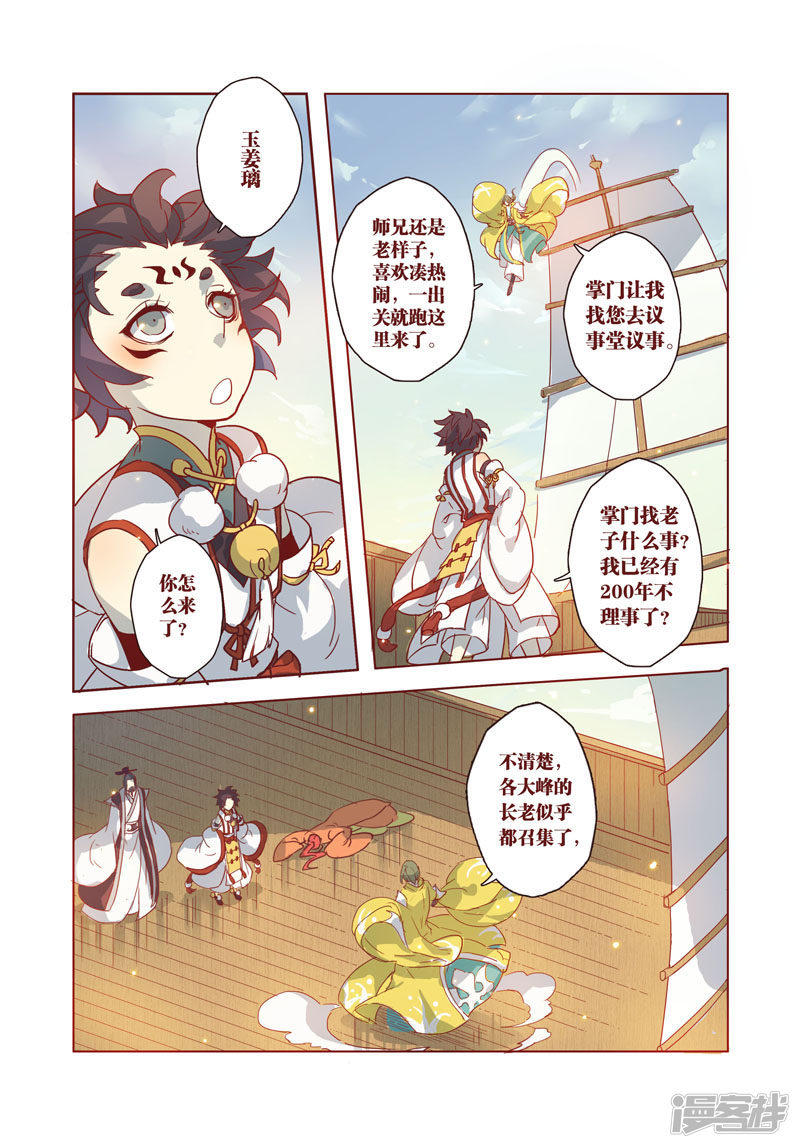 玉姜璃
你怎
么来
了?
师兄还是
老样子,
喜欢凑热
闹,一出
关就跑这
里来了。
掌门让我
找您去议
事堂议事。
掌门找老
子什么事?
我已经有
200年不
理事了?
不清楚,
各大峰的
长老似乎
都召集了,
漫客栈